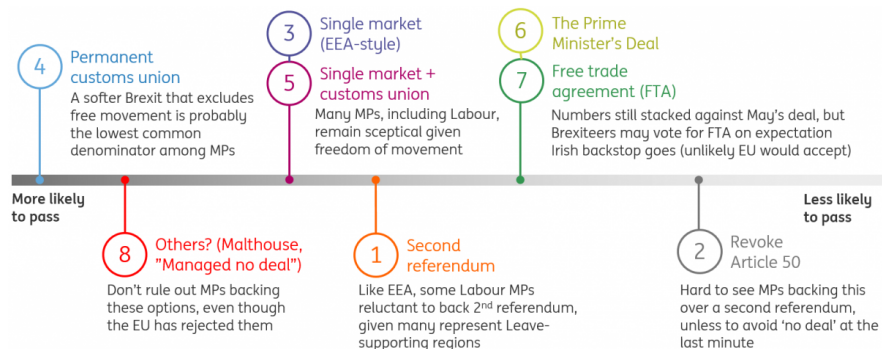 4
Permanent
customs union
A softer Brexit that excludes
free movement is probably
the lowest common
denominator among MPs
3
Single market
(EEA-style)
5
Single market +
customs union
Many MPs, including Labour,
remain sceptical given
freedom of movement
6
The Prime
Minister’s Deal
7
Free trade
agreement (FTA)
Numbers still stacked against May’s deal, but
Brexiteers may vote for FTA on expectation
Irish backstop goes (unlikely EU would accept)
More likely
to pass
Less likely
to pass
8
Others? (Malthouse,
”Managed no deal”)
Don’t rule out MPs backing
these options, even though
the EU has rejected them
1
Second
referendum
Like EEA, some Labour MPs
reluctant to back 2nd referendum,
given many represent Leave-
supporting regions
2
Revoke
Article 50
Hard to see MPs backing this
over a second referendum,
unless to avoid ‘no deal’ at the
last minute